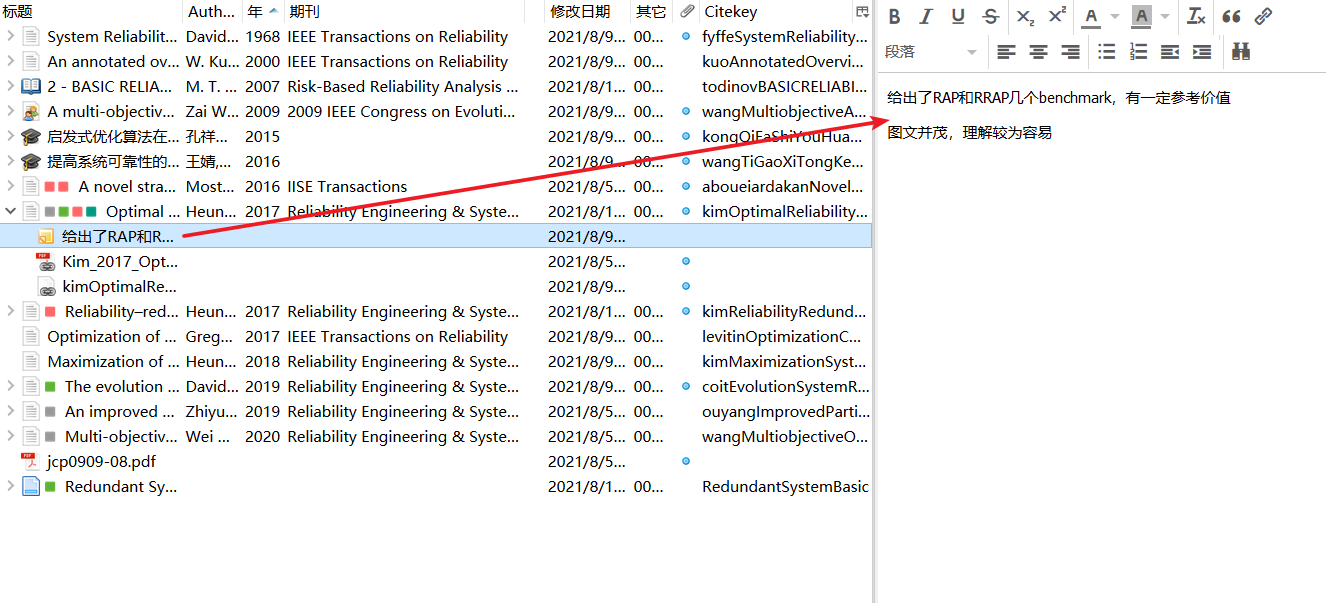 标题 Auth... 年 期刊 修改日期 其它 Citekey
System Reliabilit... David... 1968 IEEE Transactions on Reliability 2021/8/9... 00... fyffeSystemReliability...
An annotated ov... W. Ku... 2000 IEEE Transactions on Reliability 2021/8/9... 00... kuoAnnotatedOvervi...
2 - BASIC RELIA... M. T. ... 2007 Risk-Based Reliability Analysis ... 2021/8/9... 00... todinovBASICRELIABI...
A multi-objectiv... Zai W... 2009 2009 IEEE Congress on Evoluti... 2021/8/9... 00... wangMultiobjectiveA...
启发式优化算法在... 孔祥... 2015 2021/8/9... 00... kongQiFaShiYouHua...
提高系统可靠性的... 王婧,... 2016 2021/8/9... 00... wangTiGaoXiTongKe...
A novel stra... Most... 2016 IISE Transactions 2021/8/5... 00... aboueiardakanNovel...
Optimal ... Heun... 2017 Reliability Engineering & Syste... 2021/8/1... 00... kimOptimalReliability...
给出了RAP和R... 2021/8/9...
Kim_2017_Opt... 2021/8/5...
kimOptimalRe... 2021/8/9...
Reliability–red... Heun... 2017 Reliability Engineering & Syste... 2021/8/1... 00... kimReliabilityRedund...
Optimization of ... Greg... 2017 IEEE Transactions on Reliability 2021/8/9... 00... levitinOptimizationC...
Maximization of ... Heun... 2018 Reliability Engineering & Syste... 2021/8/9... 00... kimMaximizationSyst...
The evolution ... David... 2019 Reliability Engineering & Syste... 2021/8/9... 00... coitEvolutionSystemR...
An improved ... Zhiyu... 2019 Reliability Engineering & Syste... 2021/8/5... 00... ouyangImprovedParti...
Multi-objectiv... Wei ... 2020 Reliability Engineering & Syste... 2021/8/5... 00... wangMultiobjectiveO...
jcp0909-08.pdf 2021/8/5...
Redundant Sy... 2021/8/1... 00... RedundantSystemBasic
段落
给出了RAP和RRAP几个benchmark，有一定参考价值
图文并茂，理解较为容易